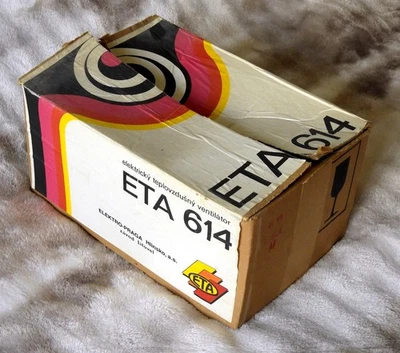 ETA 614
elektrický teplovzdušný ventilátor
ETA 614
ELEKTRO-PRAGA Hlinsko, s.p.
ETA